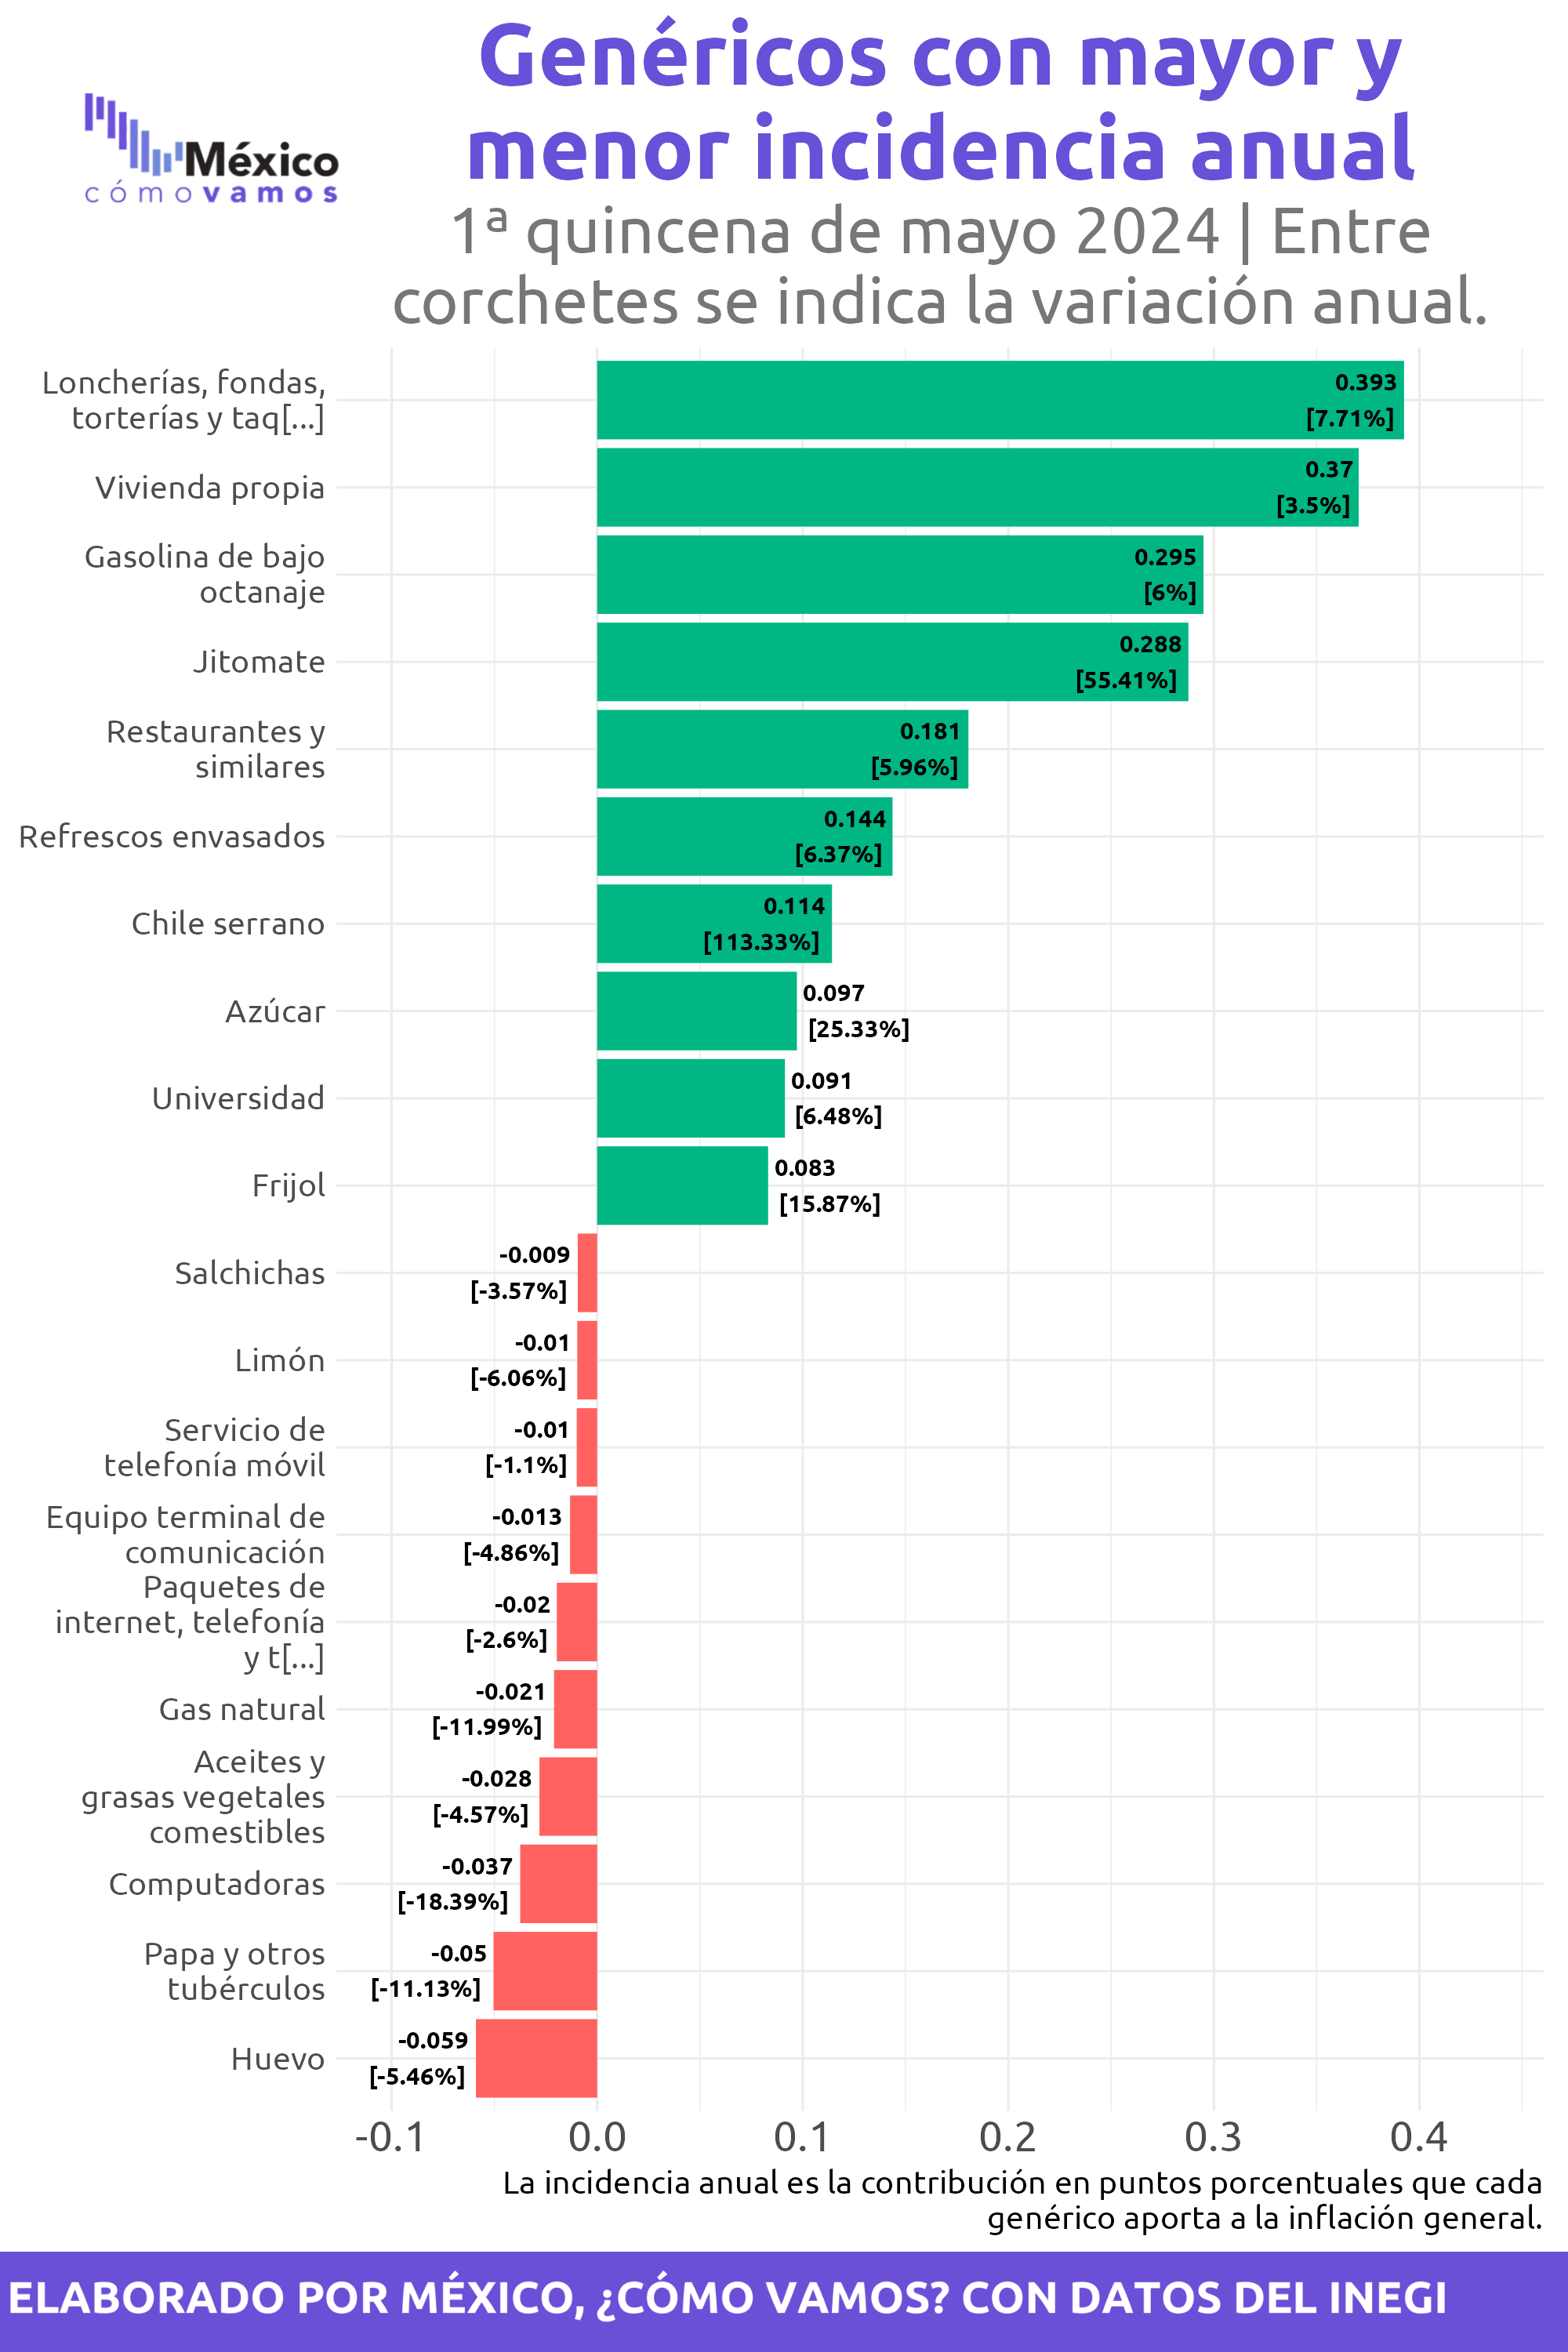 Genéricos con mayor y
menor incidencia anual
México
cómovamos
1ª quincena de mayo 2024 | Entre
corchetes se indica la variación anual.
Loncherías, fondas,
torterías y taq[...]
0.393
[7.71%]
Vivienda propia
0.37
[3.5%]
Gasolina de bajo
octanaje
0.295
[6%]
Jitomate
0.288
[55.41%]
Restaurantes y
similares
0.181
[5.96%]
Refrescos envasados
0.144
[6.37%]
Chile serrano
0.114
[113.33%]
Azúcar
0.097
[25.33%]
Universidad
0.091
[6.48%]
Frijol
0.083
[15.87%]
Salchichas
-0.009
[-3.57%]
Limón
-0.01
[-6.06%]
Servicio de
telefonía móvil
-0.01
[-1.1%]
Equipo terminal de
comunicación
-0.013
[-4.86%]
Paquetes de
internet, telefonía
y t[...]
-0.02
[-2.6%]
Gas natural
-0.021
[-11.99%]
Aceites y
grasas vegetales
comestibles
-0.028
[-4.57%]
Computadoras
-0.037
[-18.39%]
Papa y otros
tubérculos
-0.05
[-11.13%]
Huevo
-0.059
[-5.46%]
-0.1 0.0 0.1 0.2 0.3 0.4
La incidencia anual es la contribución en puntos porcentuales que cada
genérico aporta a la inflación general.
ELABORADO POR MÉXICO, ¿CÓMO VAMOS? CON DATOS DEL INEGI